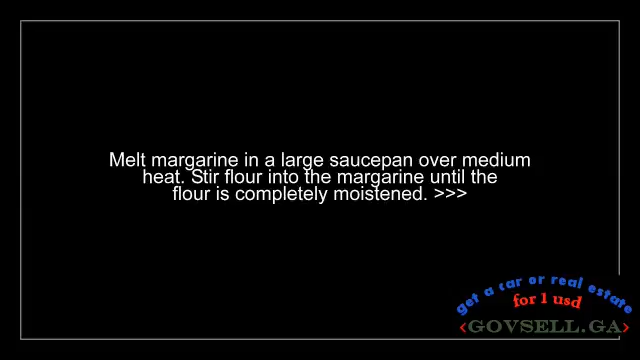 Melt margarine in a large saucepan over medium
heat. Stir flour into the margarine until the
flour is completely moistened. >>>
get a car or real estate
for 1 usd
<GOVSELL.GA>